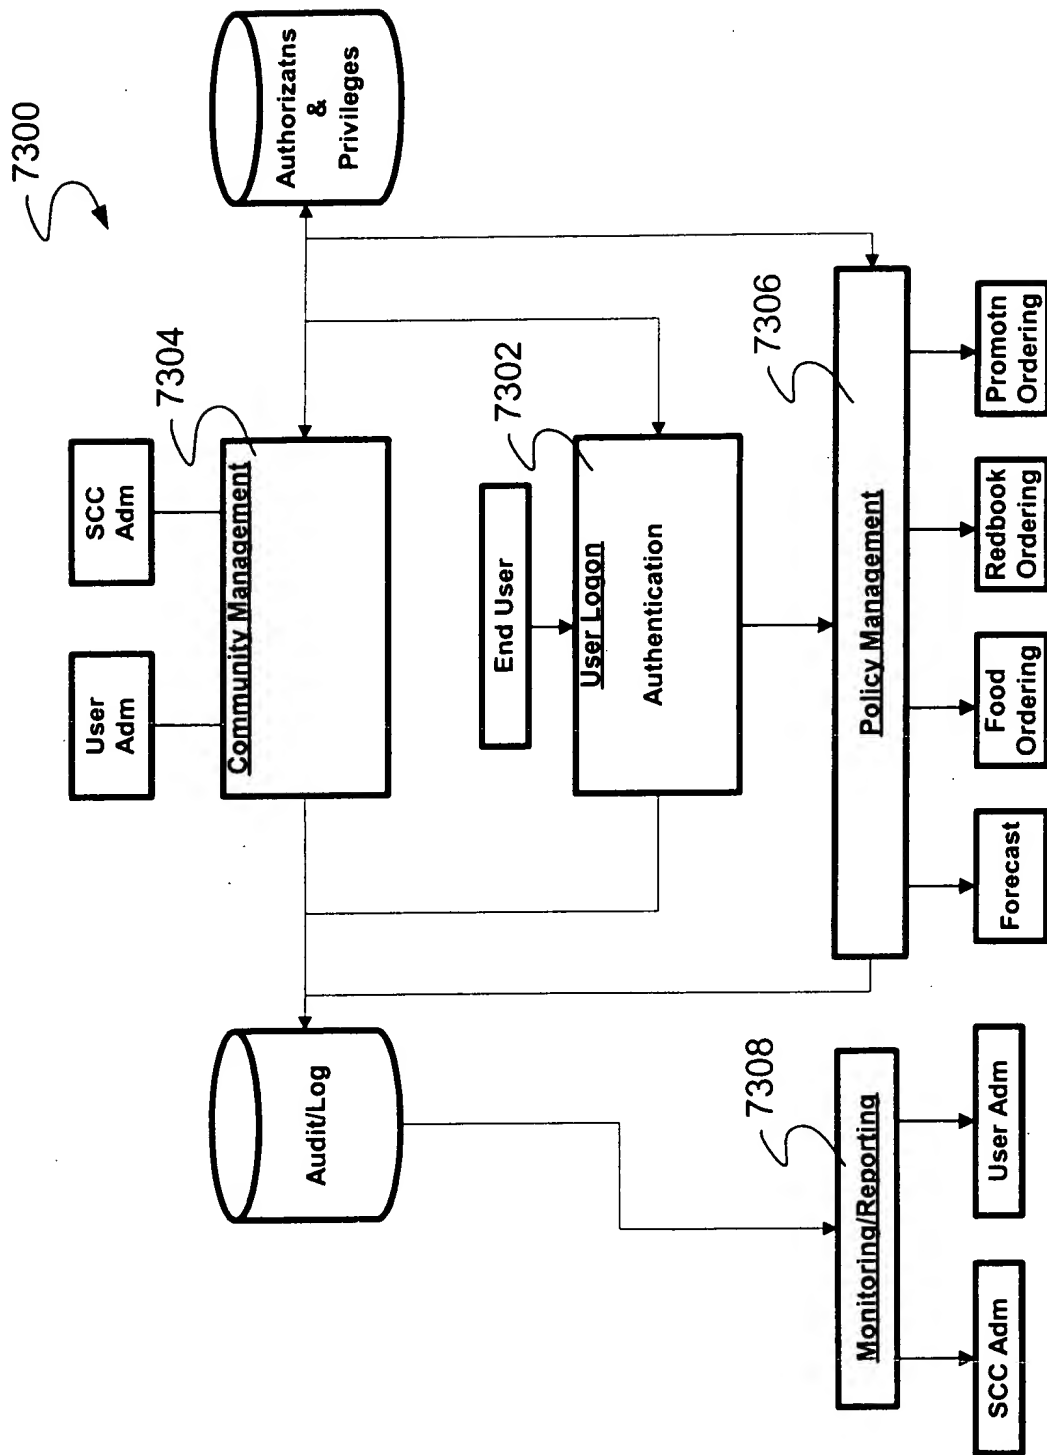 7300
User
Adm
SCC
Adm
7304
Community Management
Audit/Log
Authorizatns
&
Privileges
End User
7302
User Logon
Authentication
7308
Monitoring/Reporting
7306
Policy Management
SCC Adm
User Adm
Forecast
Food
Ordering
Redbook
Ordering
Promotn
Ordering